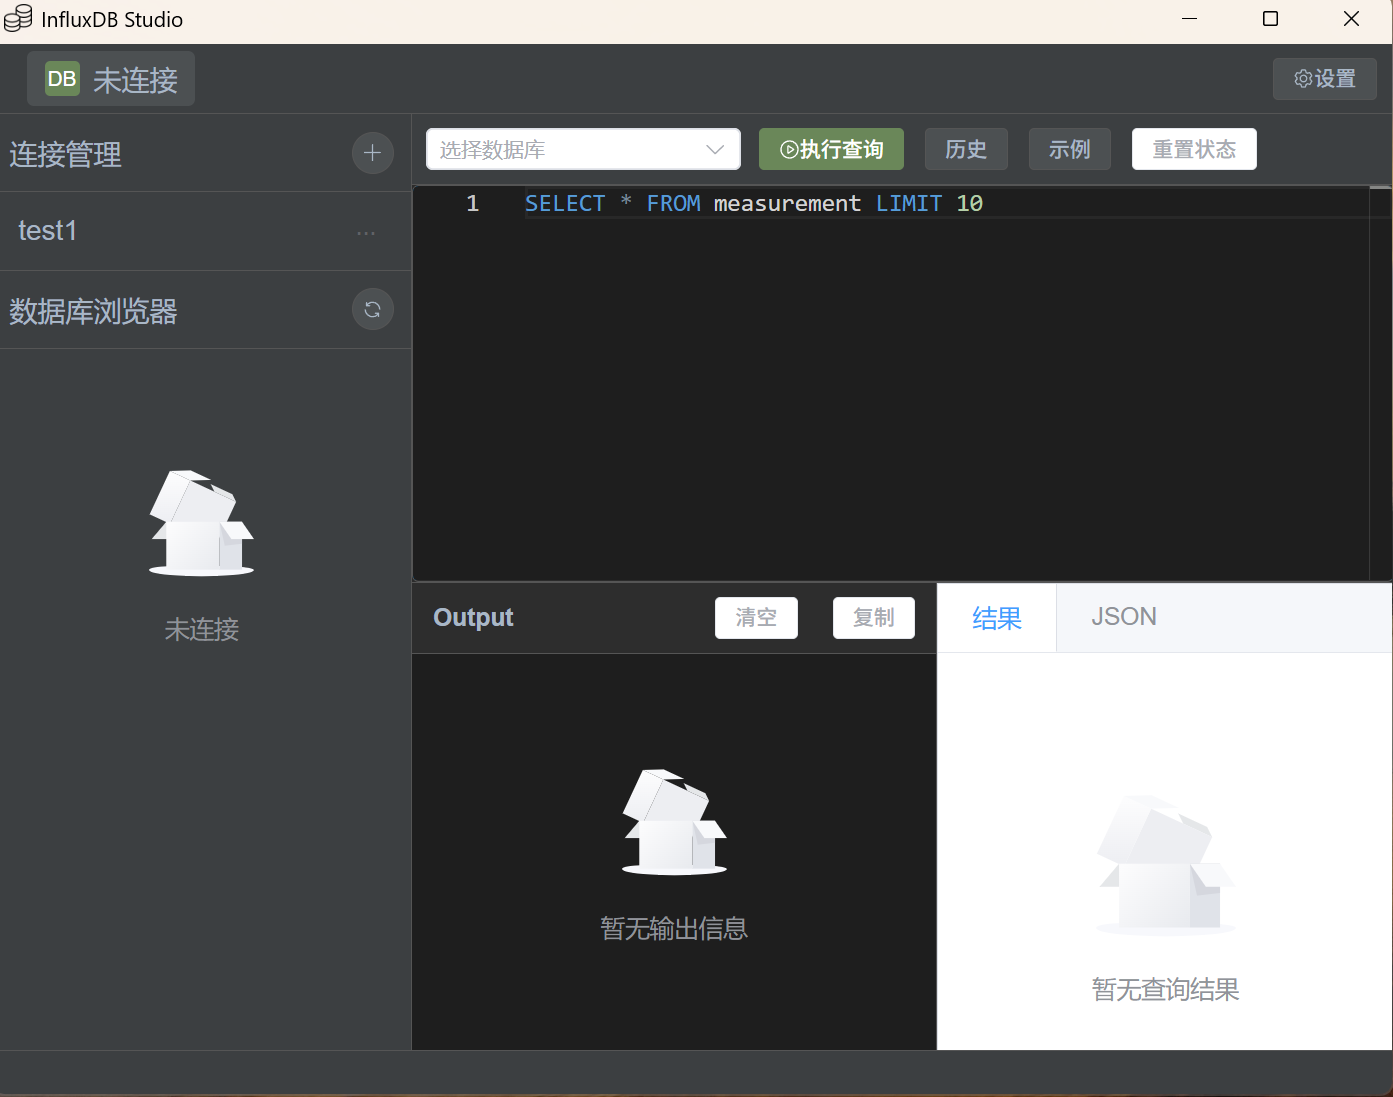 InfluxDB Studio
DB 未连接
设置
连接管理
test1
...
数据库浏览器
未连接
选择数据库
执行查询
历史
示例
重置状态
1 SELECT * FROM measurement LIMIT 10
Output
清空
复制
暂无输出信息
结果
JSON
暂无查询结果